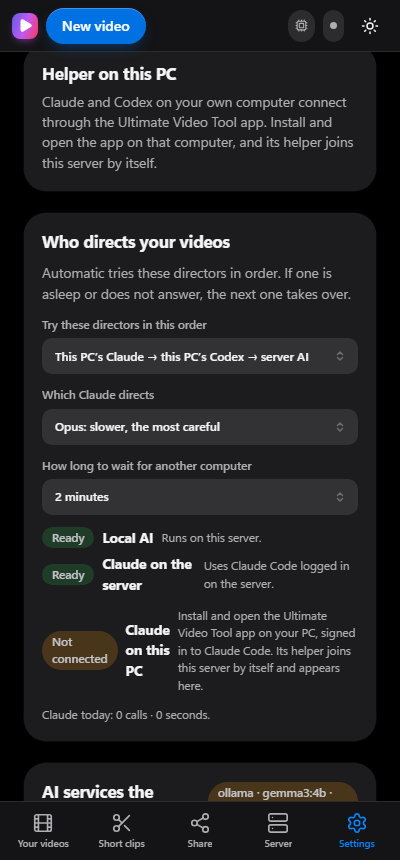 New video
Helper on this PC
Claude and Codex on your own computer connect
through the Ultimate Video Tool app. Install and
open the app on that computer, and its helper joins
this server by itself.
Who directs your videos
Automatic tries these directors in order. If one is
asleep or does not answer, the next one takes over.
Try these directors in this order
This PC’s Claude → this PC’s Codex → server AI
Which Claude directs
Opus: slower, the most careful
How long to wait for another computer
2 minutes
Ready Local AI Runs on this server.
Ready Claude on the server Uses Claude Code logged in
on the server.
Not connected
Claude on this PC
Install and open the Ultimate
Video Tool app on your PC, signed
in to Claude Code. Its helper joins
this server by itself and appears
here.
Claude today: 0 calls · 0 seconds.
AI services the
ollama · gemma3:4b ·
Your videos Short clips Share Server Settings